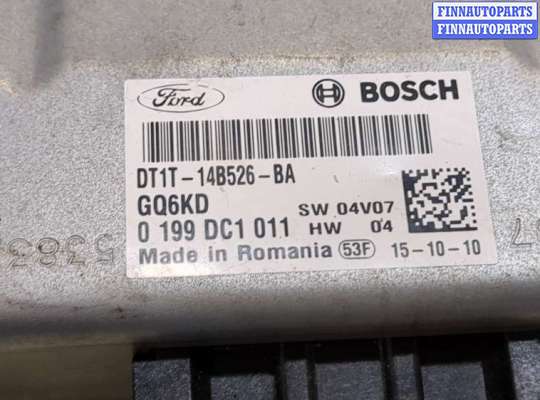 FINNAUTOPARTS
FINNAUTOPARTS
Ford
BOSCH
DT1T-14B526-BA
GQ6KD
SW 04V07
0 199 DC1 011
HW 04
Made in Romania 53F 15-10-10